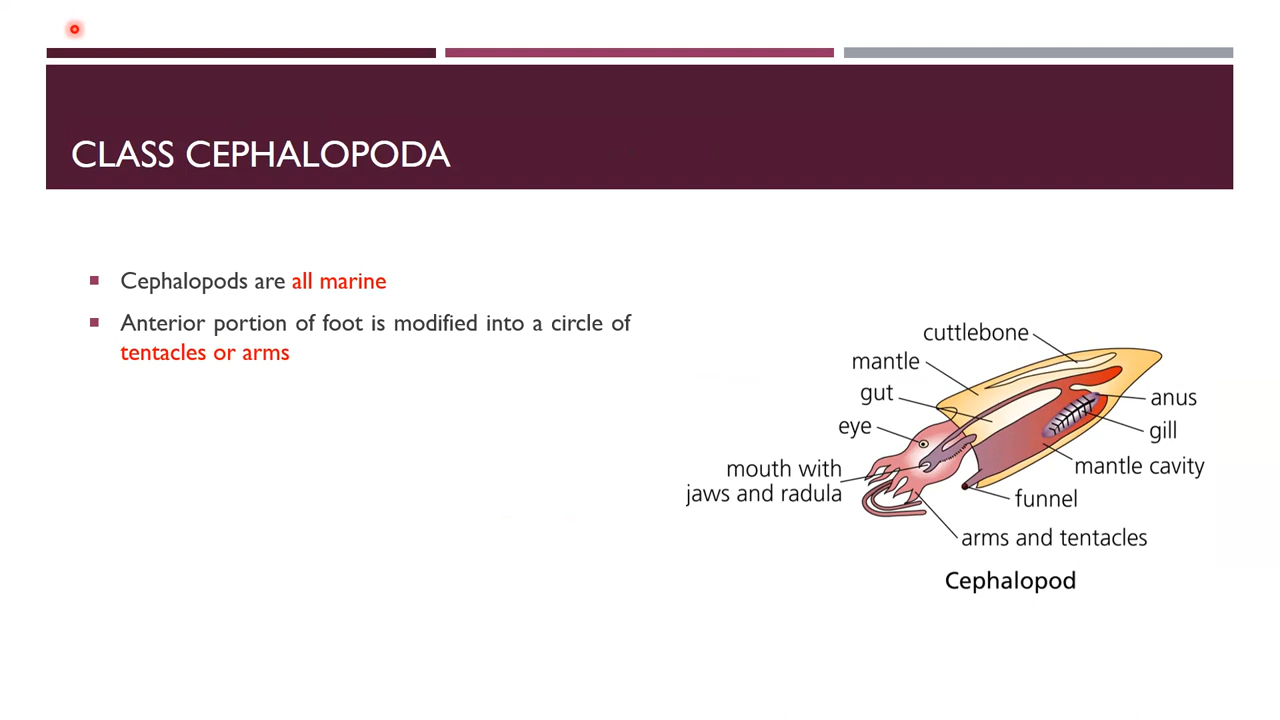 CLASS CEPHALOPODA
Cephalopods are all marine
Anterior portion of foot is modified into a circle of
tentacles or arms
cuttlebone
mantle
gut
eye
mouth with
jaws and radula
anus
gill
mantle cavity
funnel
arms and tentacles
Cephalopod